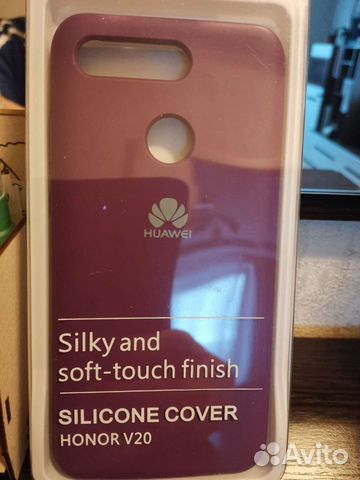 HUAWEI
Silky and
soft-touch finish
SILICONE COVER
HONOR V20
Avito